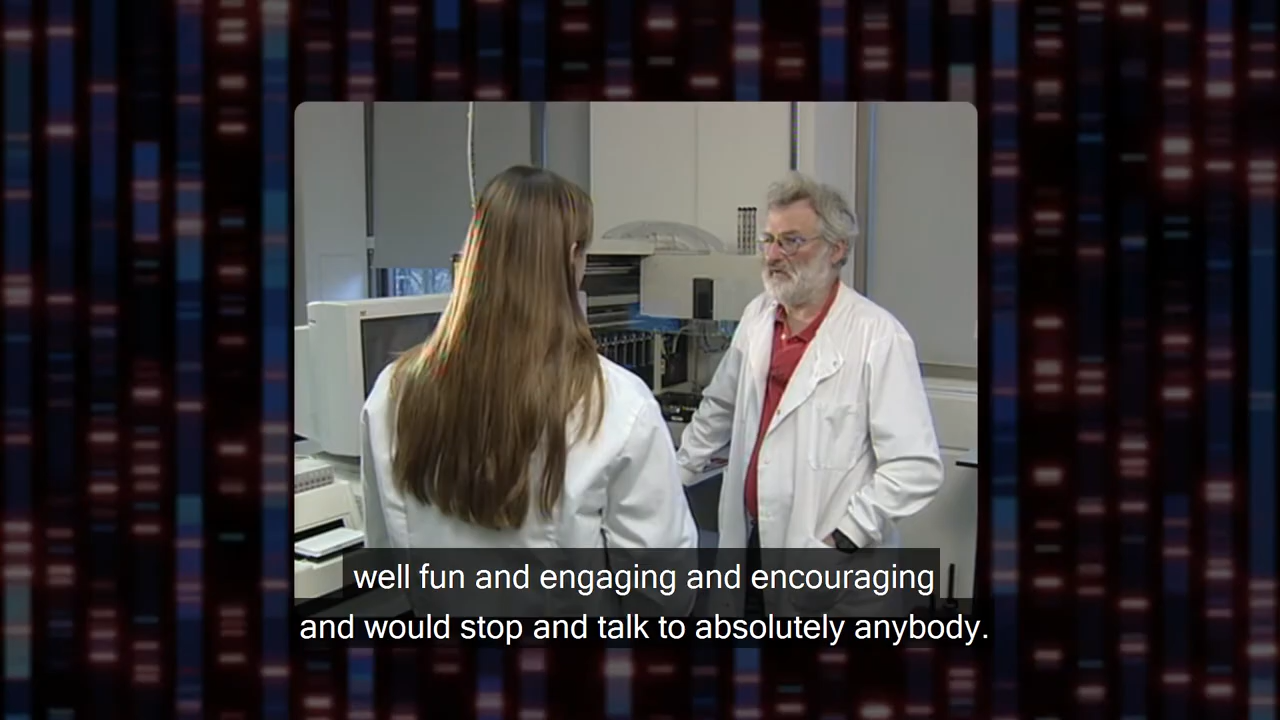 well fun and engaging and encouraging
and would stop and talk to absolutely anybody.